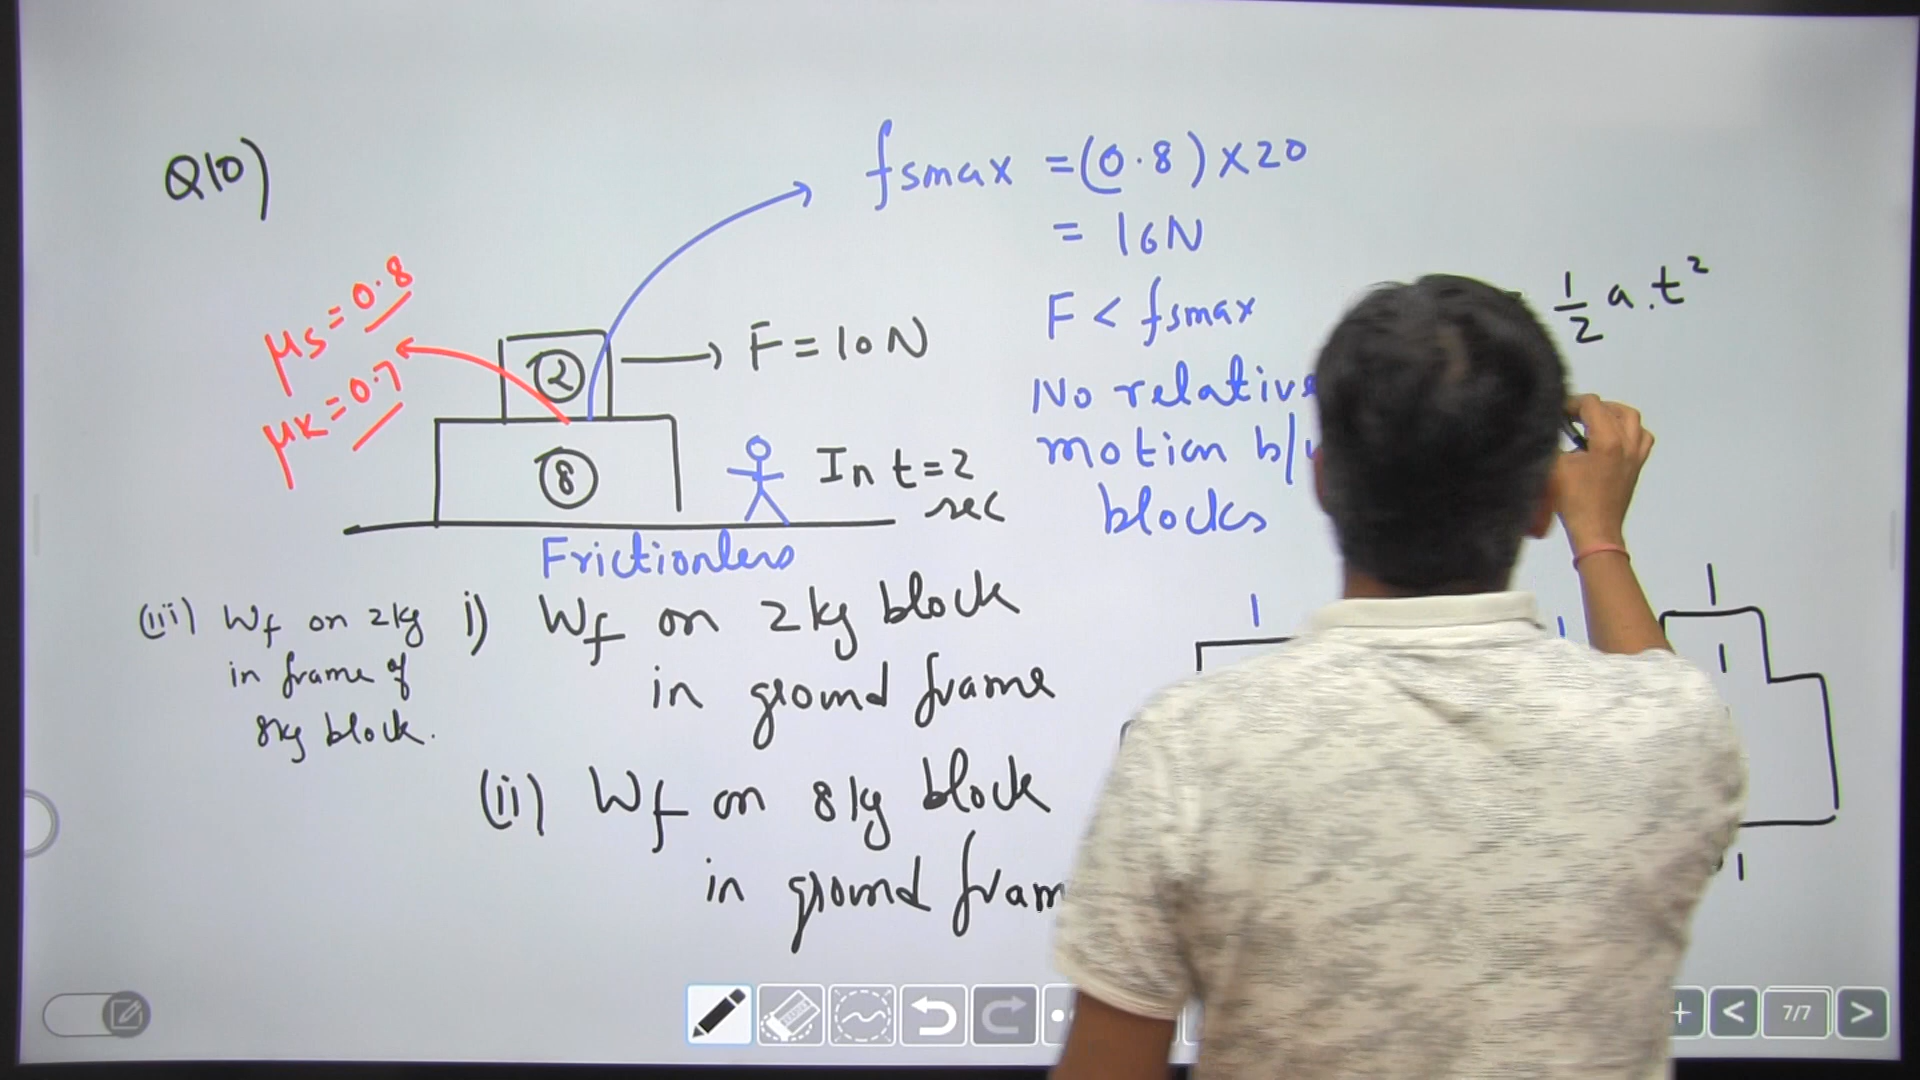 Q10)
fsmax = (0.8) x 20
= 16N
F < fsmax
No relative
motion b/
blocks
1/2 a.t²
μs = 0.8
μk = 0.7
2
F = 10N
8
In t=2
sec
Frictionless
i) Wf on 2kg block
in ground frame
(ii) Wf on 8kg block
in ground fram
(iii) Wf on 2kg
in frame of
8kg block.
7/7